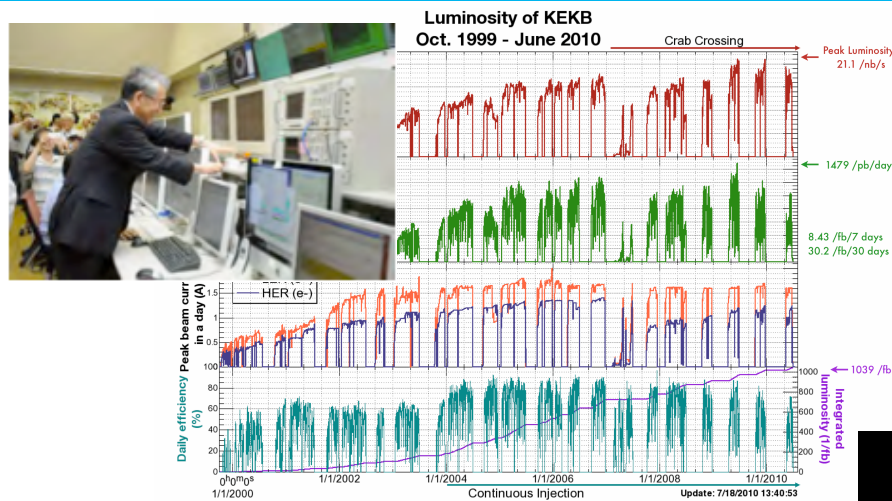 Luminosity of KEKB
Oct. 1999 - June 2010
Crab Crossing
Peak Luminosity
21.1 /nb/s
1479 /pb/day
8.43 /fb/7 days
30.2 /fb/30 days
HER (e-)
Peak beam curr
in a day (A)
1.5
1
0.5
100
1039 /fb
Daily efficiency
(%)
80
60
40
20
0
1000
800
600
400
200
0
Integrated
luminosity (1/fb)
1/1/2000
1/1/2002
1/1/2004
1/1/2006
1/1/2008
1/1/2010
Continuous Injection
Update: 7/18/2010 13:40:53